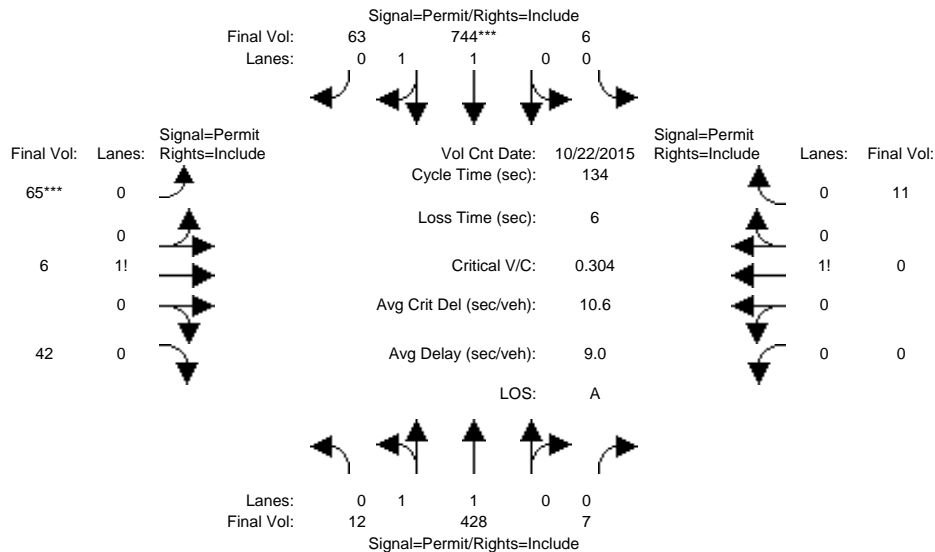 Signal=Permit/Rights=Include
Final Vol: 63 744*** 6
Lanes: 0 1 1 0 0
Signal=Permit Signal=Permit
Final Vol: Lanes: Rights=Include Vol Cnt Date: 10/22/2015 Rights=Include Lanes: Final Vol:
Cycle Time (sec): 134
65*** 0 0 11
Loss Time (sec): 6
0 0
6 1! Critical V/C: 0.304 1! 0
0 Avg Crit Del (sec/veh): 10.6 0
42 0 Avg Delay (sec/veh): 9.0 0 0
LOS: A
Lanes: 0 1 1 0 0
Final Vol: 12 428 7
Signal=Permit/Rights=Include